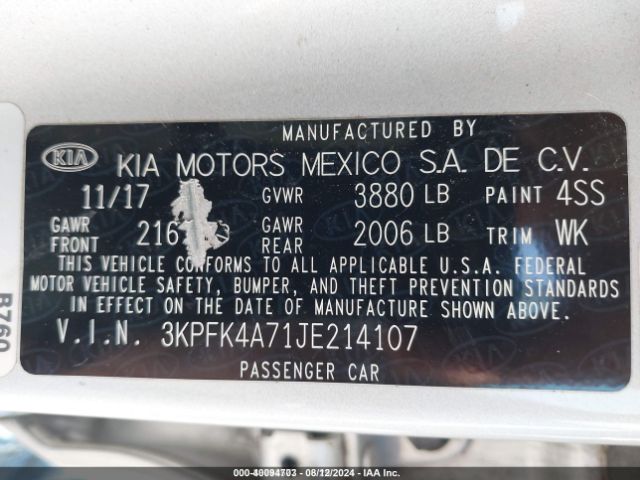 MANUFACTURED BY
KIA KIA MOTORS MEXICO S.A. DE C.V.
11/17 GVWR 3880 LB PAINT 4SS
GAWR FRONT GAWR REAR 2006 LB TRIM WK
THIS VEHICLE CONFORMS TO ALL APPLICABLE U.S.A. FEDERAL
MOTOR VEHICLE SAFETY, BUMPER, AND THEFT PREVENTION STANDARDS
IN EFFECT ON THE DATE OF MANUFACTURE SHOWN ABOVE.
V.I.N. 3KPFK4A71JE214107
PASSENGER CAR
B760
00-40094703 - 08/12/2024 - IAA Inc.